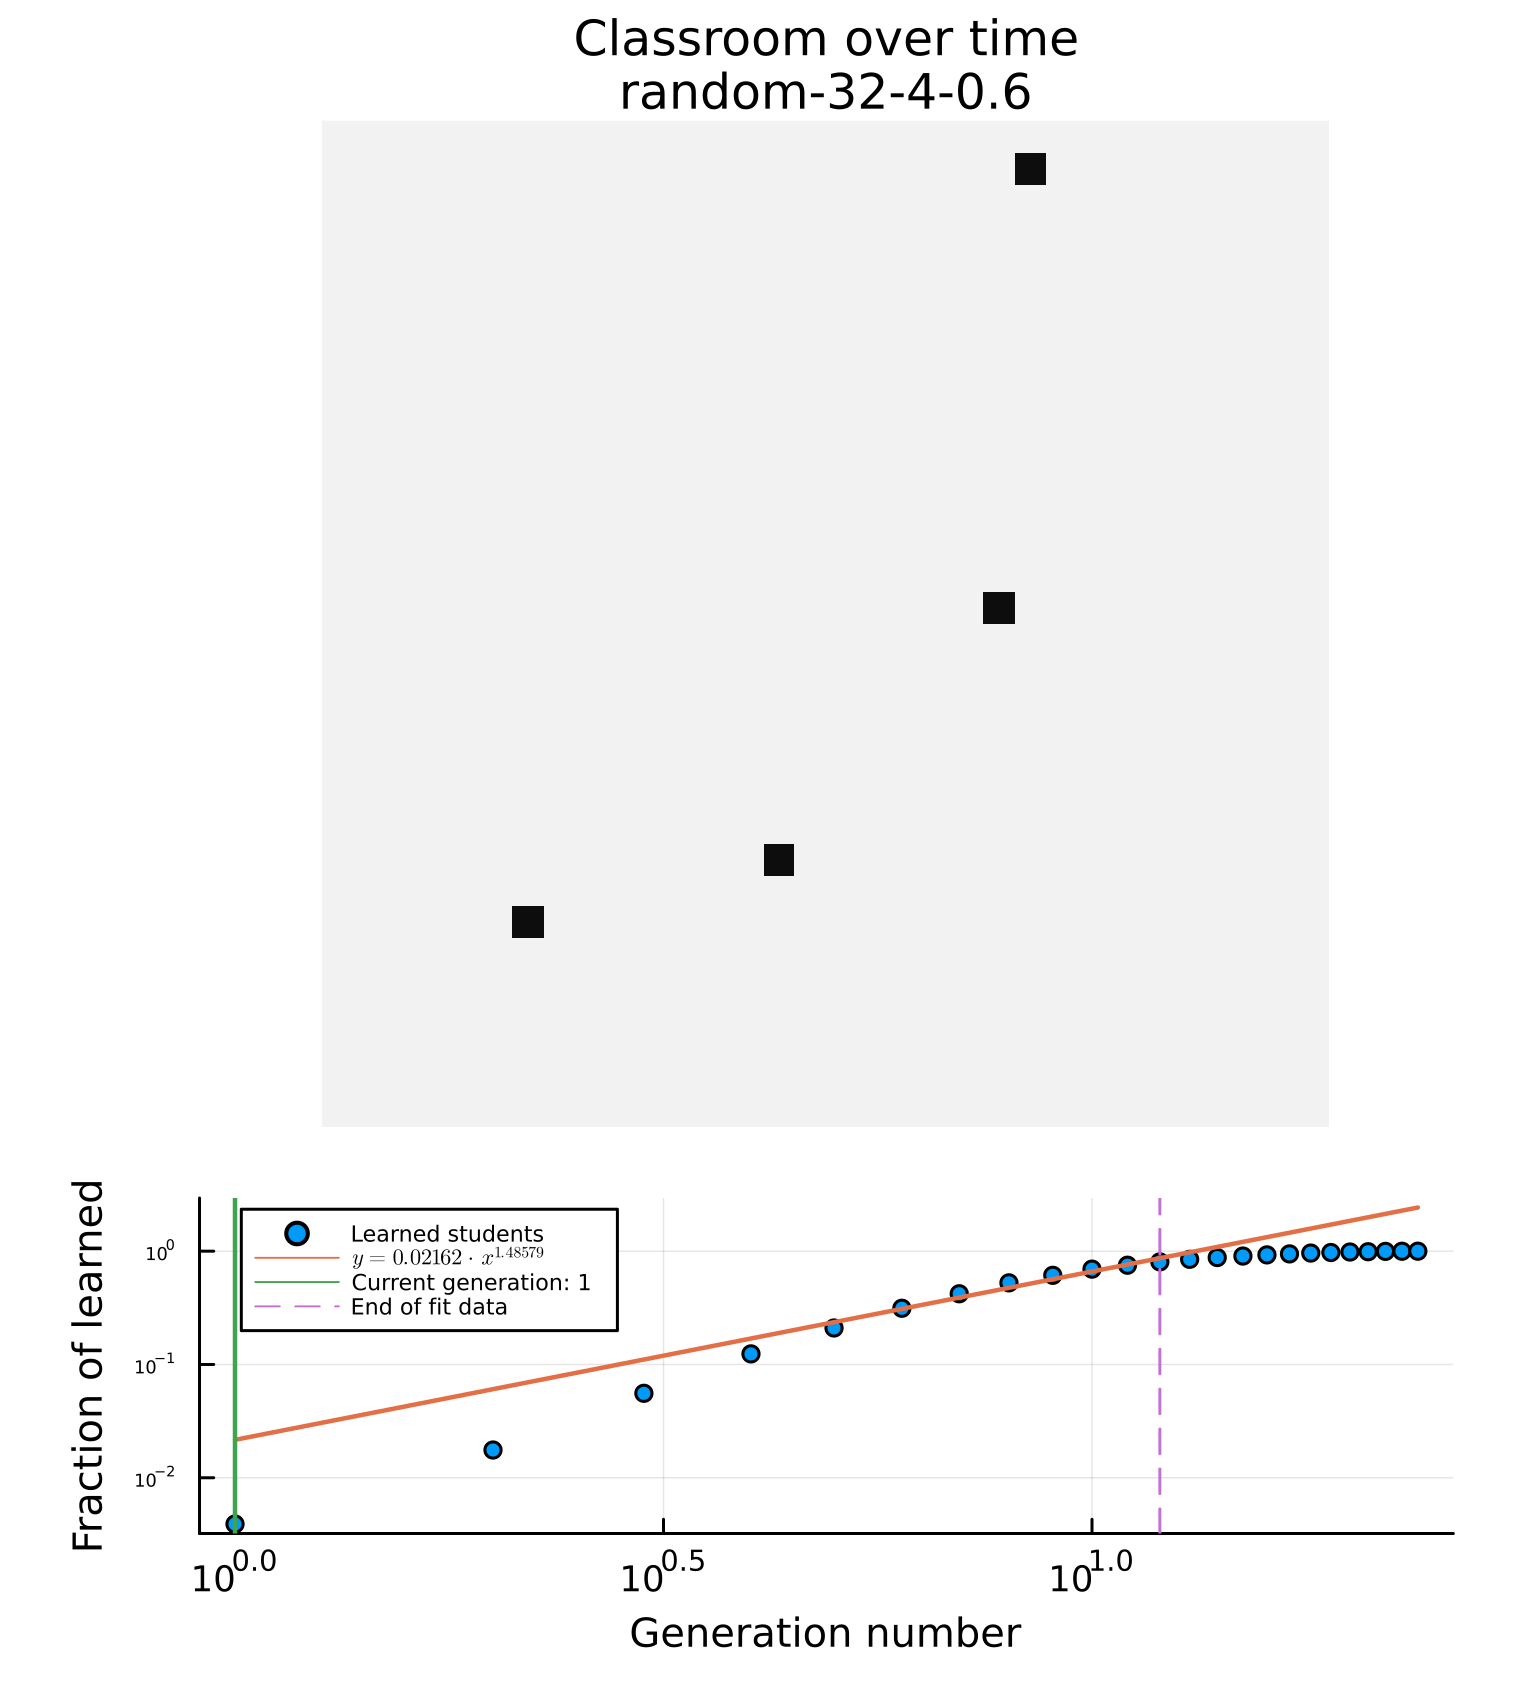 Classroom over time
random-32-4-0.6
Fraction of learned
10^0
10^−1
10^−2
Learned students
y = 0.02162 · x^1.48579
Current generation: 1
End of fit data
10^0.0
10^0.5
10^1.0
Generation number